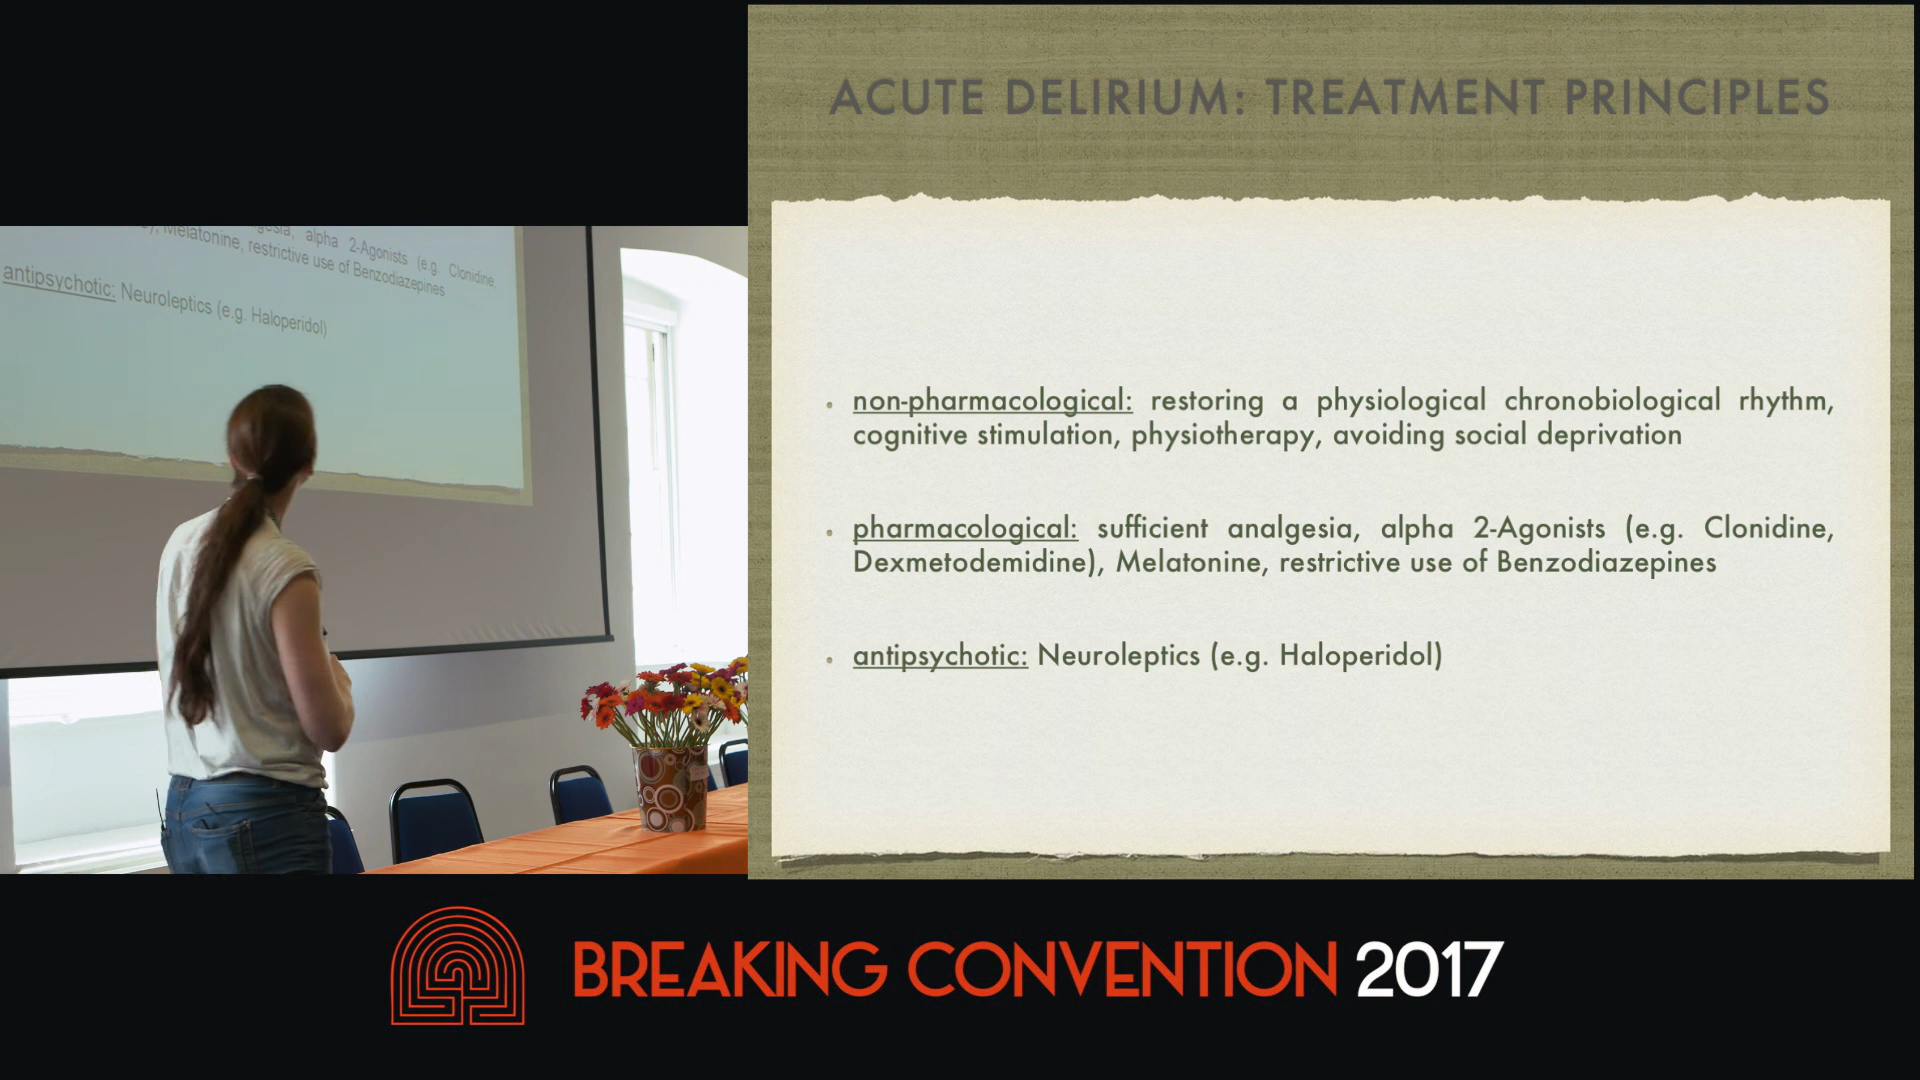 ACUTE DELIRIUM: TREATMENT PRINCIPLES
alpha 2-Agonists (e.g. Clonidine,
Melatonine, restrictive use of Benzodiazepines
antipsychotic: Neuroleptics (e.g. Haloperidol)
non-pharmacological: restoring a physiological chronobiological rhythm,
cognitive stimulation, physiotherapy, avoiding social deprivation
pharmacological: sufficient analgesia, alpha 2-Agonists (e.g. Clonidine,
Dexmetodemidine), Melatonine, restrictive use of Benzodiazepines
antipsychotic: Neuroleptics (e.g. Haloperidol)
BREAKING CONVENTION 2017